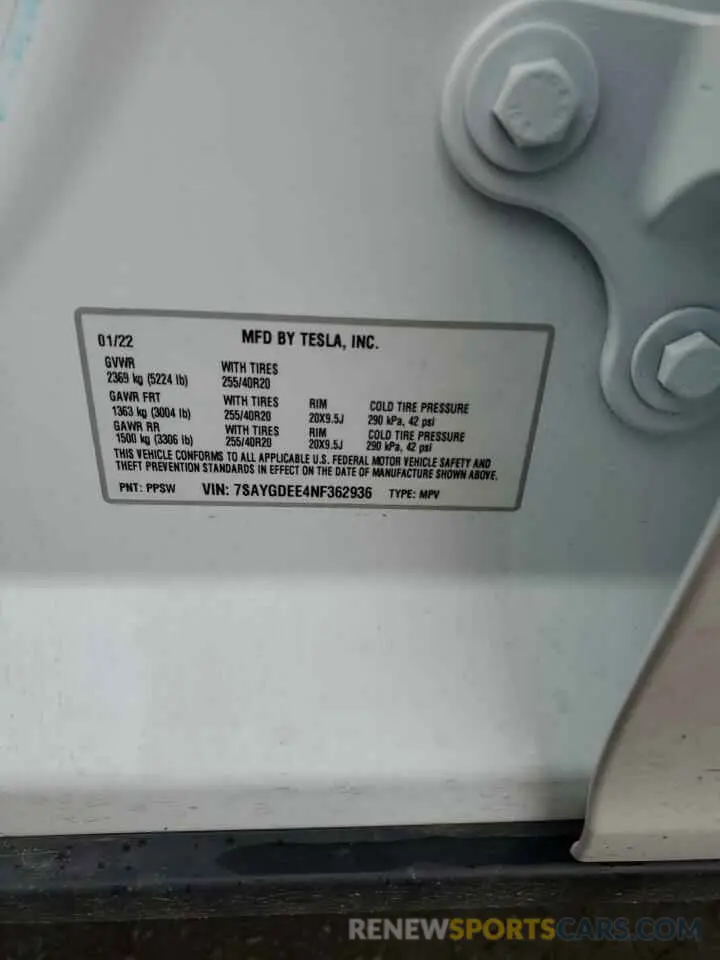 01/22 MFD BY TESLA, INC.
GVWR WITH TIRES
2369 kg (5224 lb) 255/40R20
GAWR FRT WITH TIRES RIM COLD TIRE PRESSURE
1363 kg (3004 lb) 255/40R20 20X9.5J 290 kPa, 42 psi
GAWR RR WITH TIRES RIM COLD TIRE PRESSURE
1500 kg (3306 lb) 255/40R20 20X9.5J 290 kPa, 42 psi
THIS VEHICLE CONFORMS TO ALL APPLICABLE U.S. FEDERAL MOTOR VEHICLE SAFETY AND
THEFT PREVENTION STANDARDS IN EFFECT ON THE DATE OF MANUFACTURE SHOWN ABOVE.
PNT: PPSW VIN: 7SAYGDEE4NF362936 TYPE: MPV
RENEWSPORTSCARS.COM